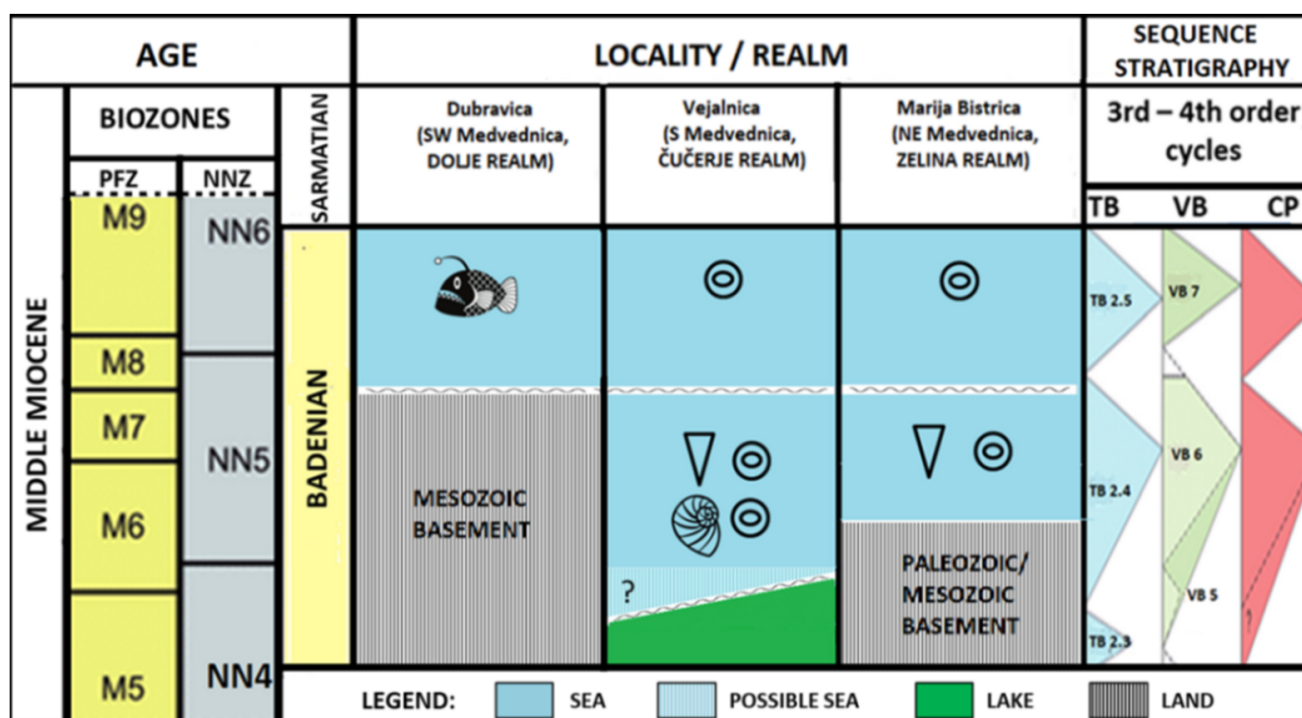 AGE
LOCALITY / REALM
SEQUENCE
STRATIGRAPHY
MIDDLE MIOCENE
BIOZONES
PFZ
NNZ
SARMATIAN
Dubravica
(SW Medvednica,
DOLJE REALM)
Vejalnica
(S Medvednica,
ČUČERJE REALM)
Marija Bistrica
(NE Medvednica,
ZELINA REALM)
3rd – 4th order
cycles
TB
VB
CP
M9
M8
M7
M6
M5
NN6
NN5
NN4
BADENIAN
MESOZOIC
BASEMENT
?
PALEOZOIC/
MESOZOIC
BASEMENT
TB 2.5
TB 2.4
TB 2.3
VB 7
VB 6
VB 5
?
LEGEND:
SEA
POSSIBLE SEA
LAKE
LAND